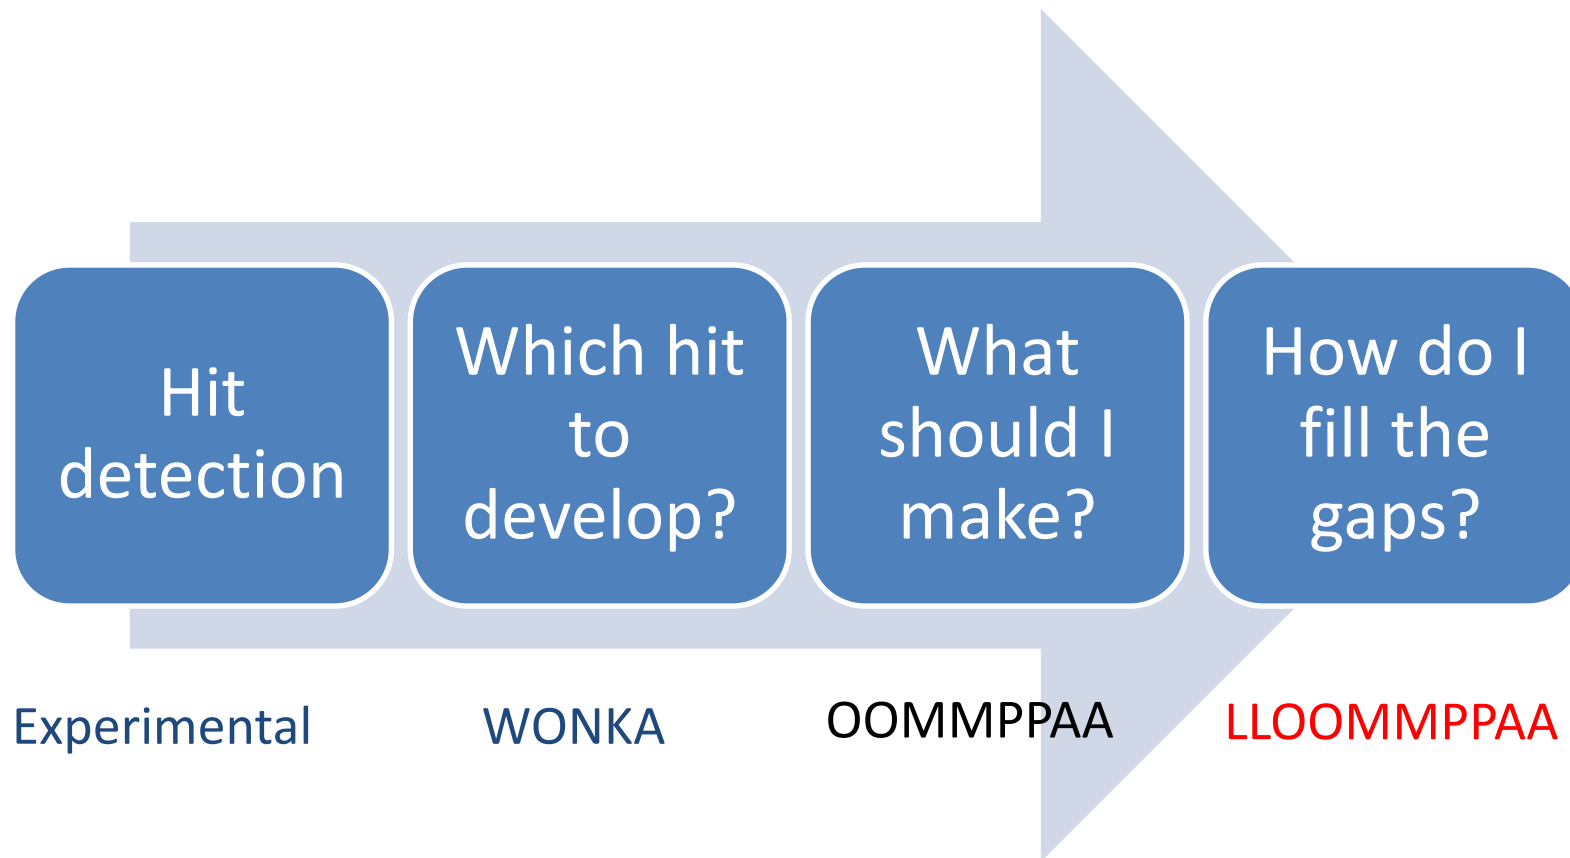 Hit
detection
Which hit
to
develop?
What
should I
make?
How do I
fill the
gaps?
Experimental
WONKA
OOMMPPAA
LLOOMMPPAA